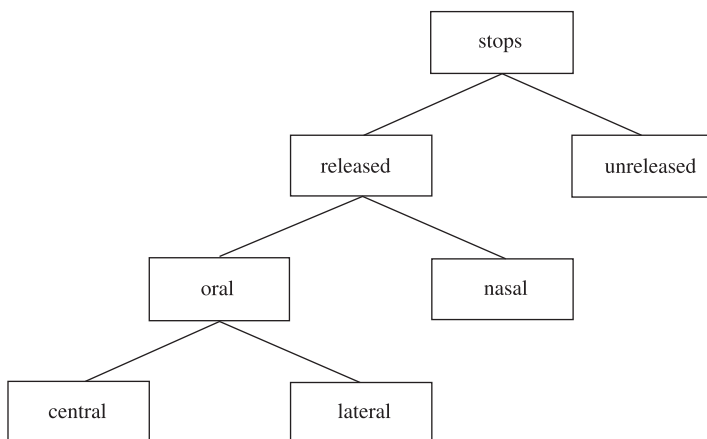 stops
released
unreleased
oral
nasal
central
lateral